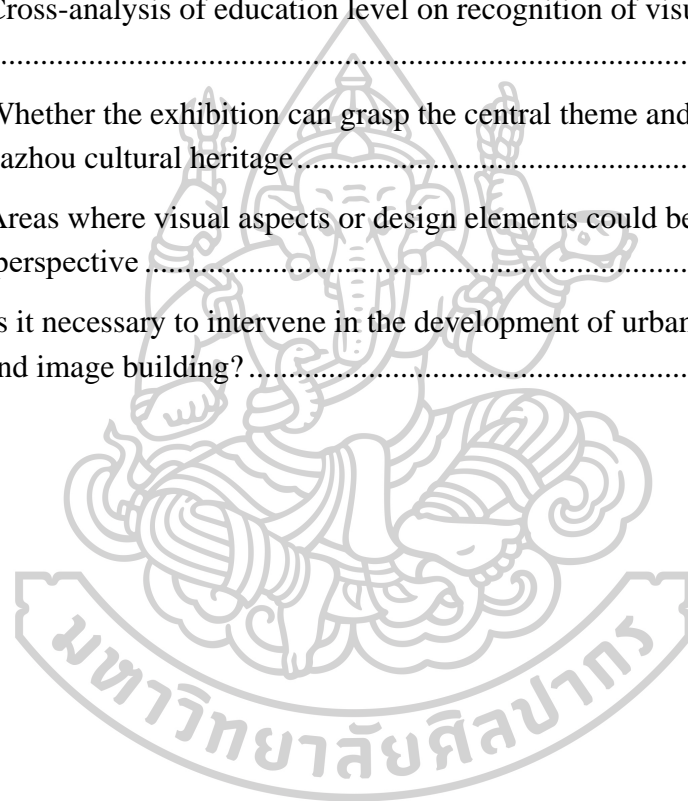 Cross-analysis of education level on recognition of visu
................................................................................................
Whether the exhibition can grasp the central theme and
azhou cultural heritage......................................................
Areas where visual aspects or design elements could be
perspective ..........................................................................
s it necessary to intervene in the development of urban
nd image building? ............................................................
มหาวิทยาลัยศิลปากร